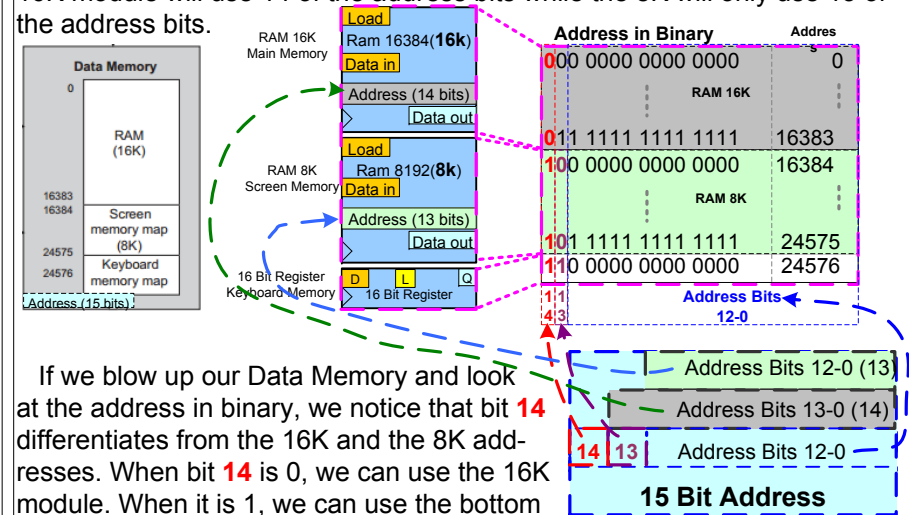 the address bits.
Data Memory
0
RAM
(16K)
16383
16384
Screen
memory map
(8K)
24575
24576
Keyboard
memory map
Address (15 bits)
RAM 16K
Main Memory
Load
Ram 16384(16k)
Data in
Address (14 bits)
Data out
RAM 8K
Screen Memory
Load
Ram 8192(8k)
Data in
Address (13 bits)
Data out
16 Bit Register
Keyboard Memory
D L Q
16 Bit Register
Address in Binary
Addres
s
000 0000 0000 0000 0
RAM 16K
011 1111 1111 1111 16383
100 0000 0000 0000 16384
RAM 8K
101 1111 1111 1111 24575
110 0000 0000 0000 24576
1 1
4 3
Address Bits
12-0
Address Bits 12-0 (13)
Address Bits 13-0 (14)
14 13 Address Bits 12-0
15 Bit Address
If we blow up our Data Memory and look
at the address in binary, we notice that bit 14
differentiates from the 16K and the 8K add-
resses. When bit 14 is 0, we can use the 16K
module. When it is 1, we can use the bottom